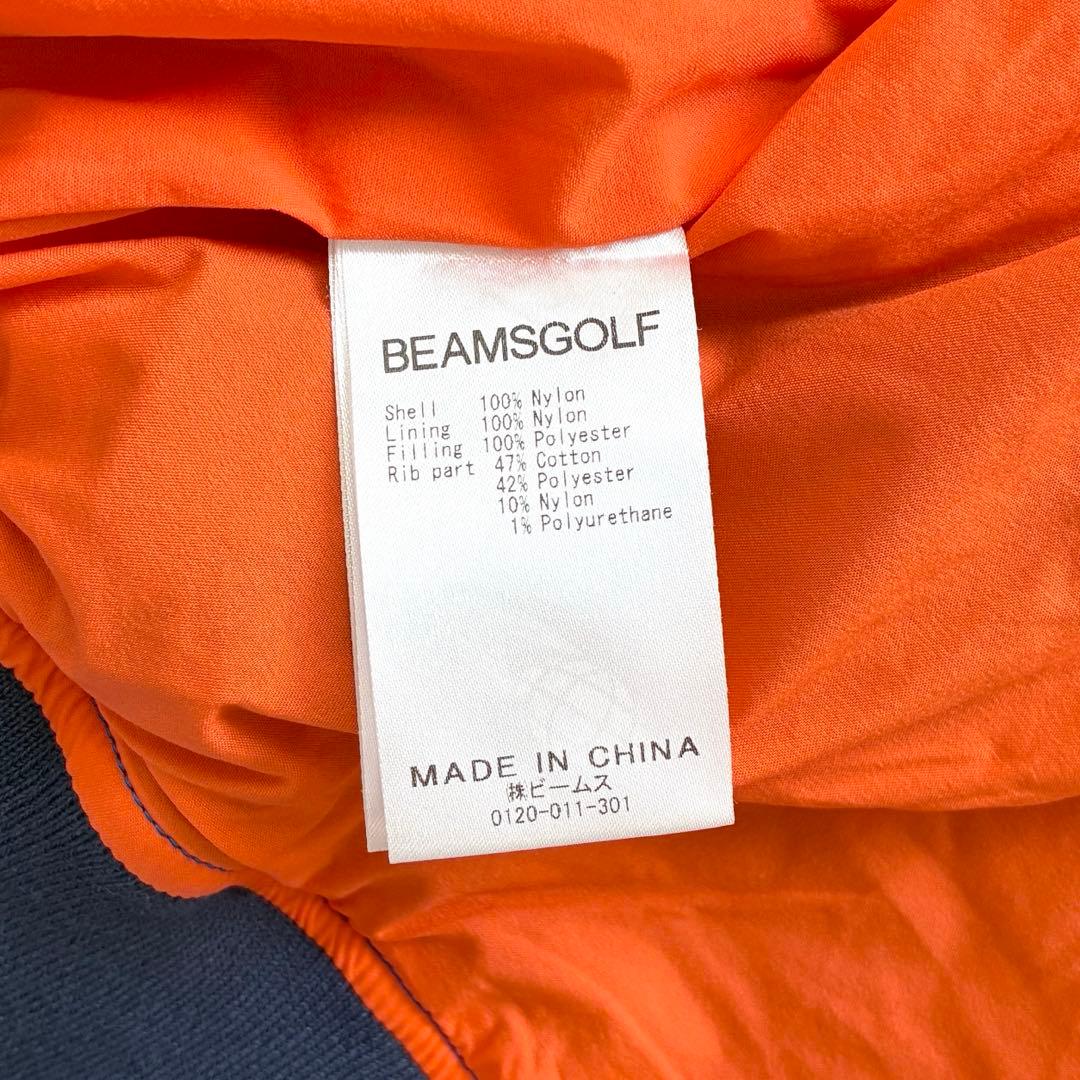 BEAMSGOLF
Shell 100% Nylon
Lining 100% Nylon
Filling 100% Polyester
Rib part 47% Cotton
42% Polyester
10% Nylon
1% Polyurethane
MADE IN CHINA
㈱ビームス
0120-011-301